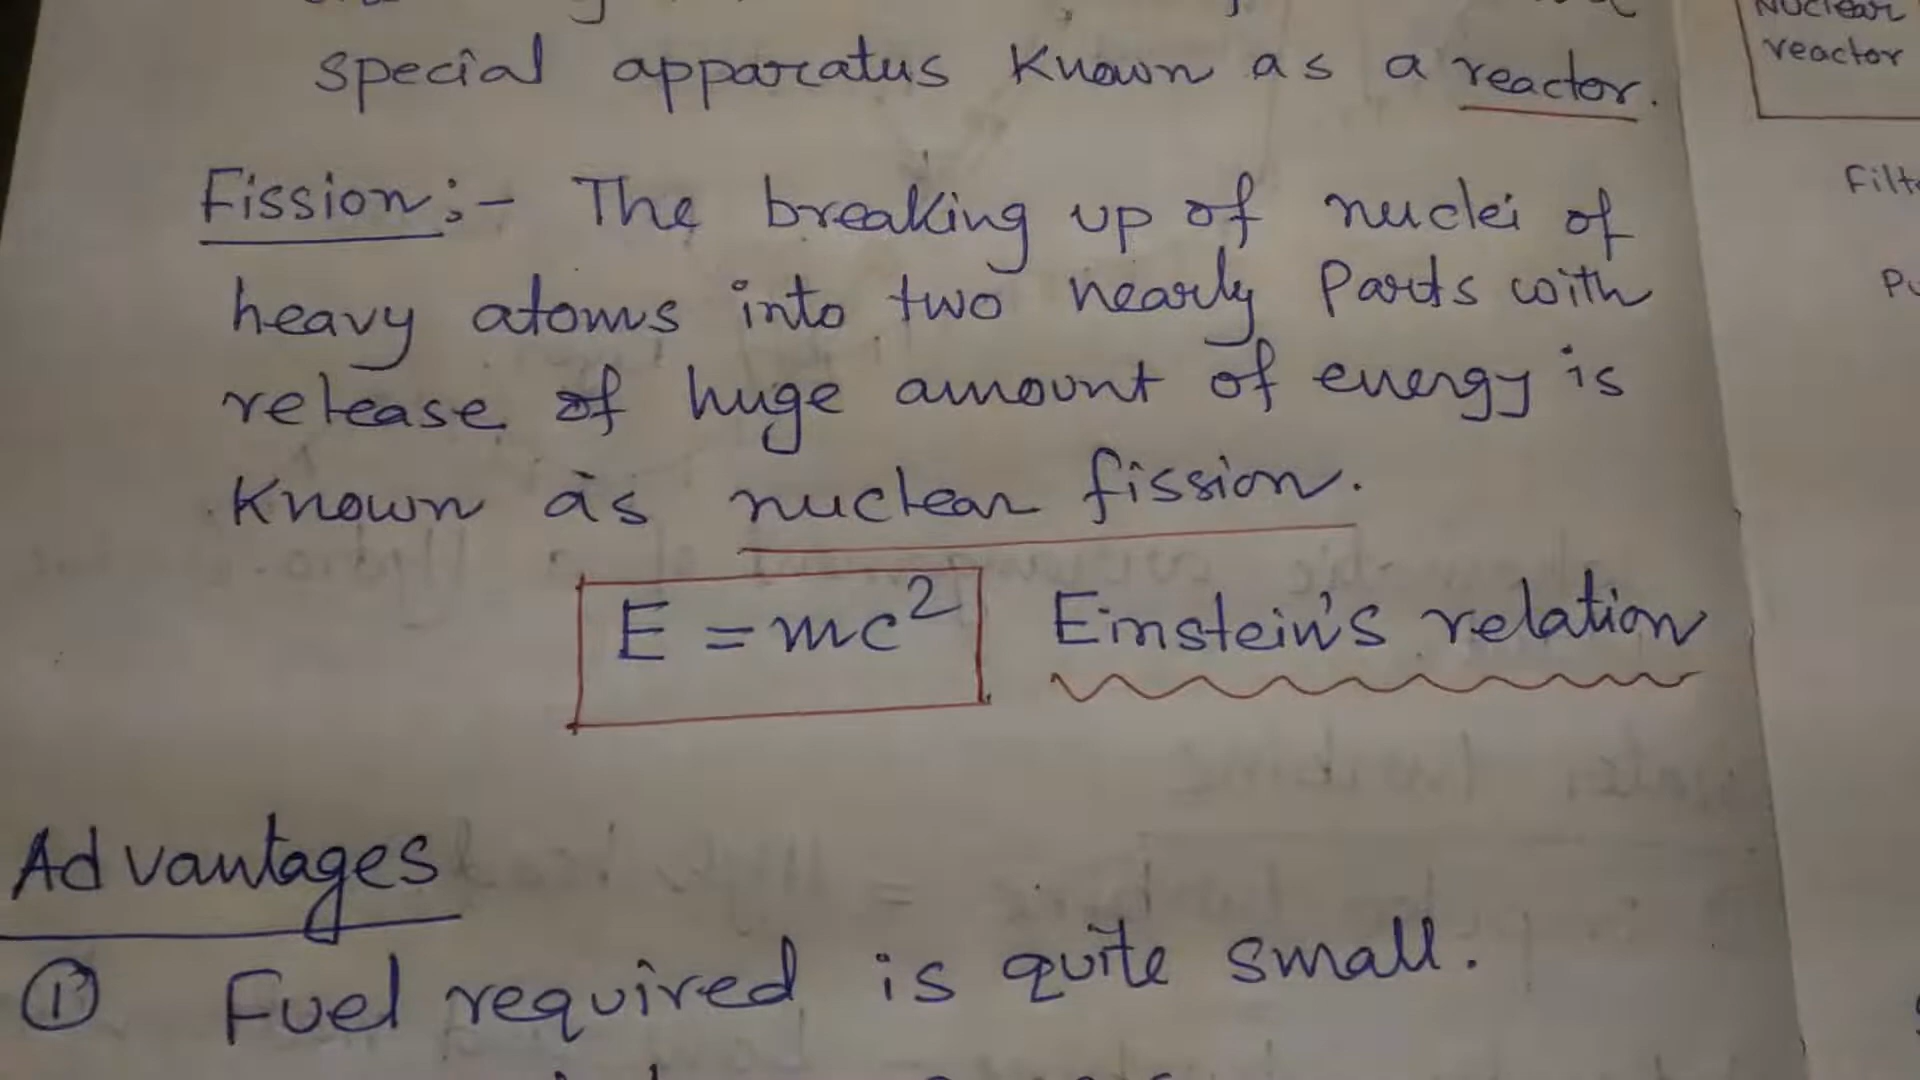 special apparatus known as a reactor.
Fission:- The breaking up of nuclei of
heavy atoms into two nearly Parts with
release of huge amount of energy is
known as nuclear fission.
E = mc² Einstein's relation
Advantages
① Fuel required is quite small.
Nuclear
reactor